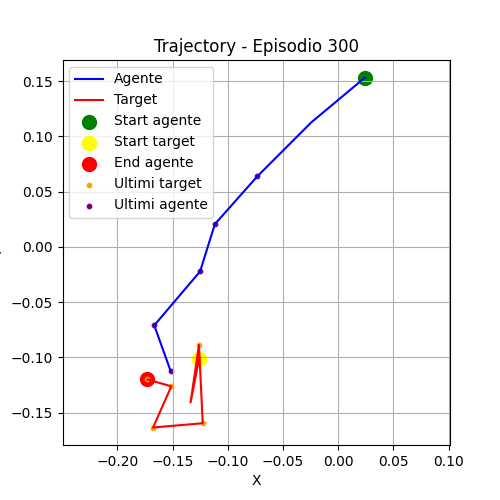 Trajectory - Episodio 300
Agente
Target
Start agente
Start target
End agente
Ultimi target
Ultimi agente
0.15
0.10
0.05
0.00
−0.05
−0.10
−0.15
−0.20 −0.15 −0.10 −0.05 0.00 0.05 0.10
X